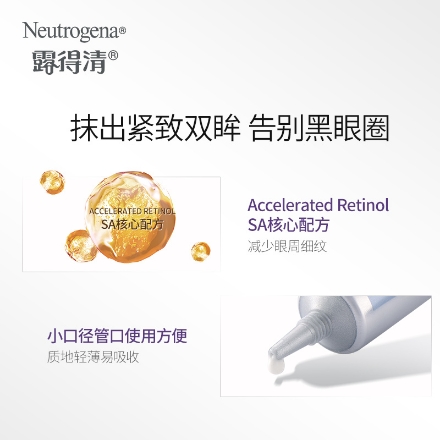 Neutrogena®
露得清®
抹出紧致双眸 告别黑眼圈
ACCELERATED RETINOL
SA核心配方
Accelerated Retinol
SA核心配方
减少眼周细纹
小口径管口使用方便
质地轻薄易吸收